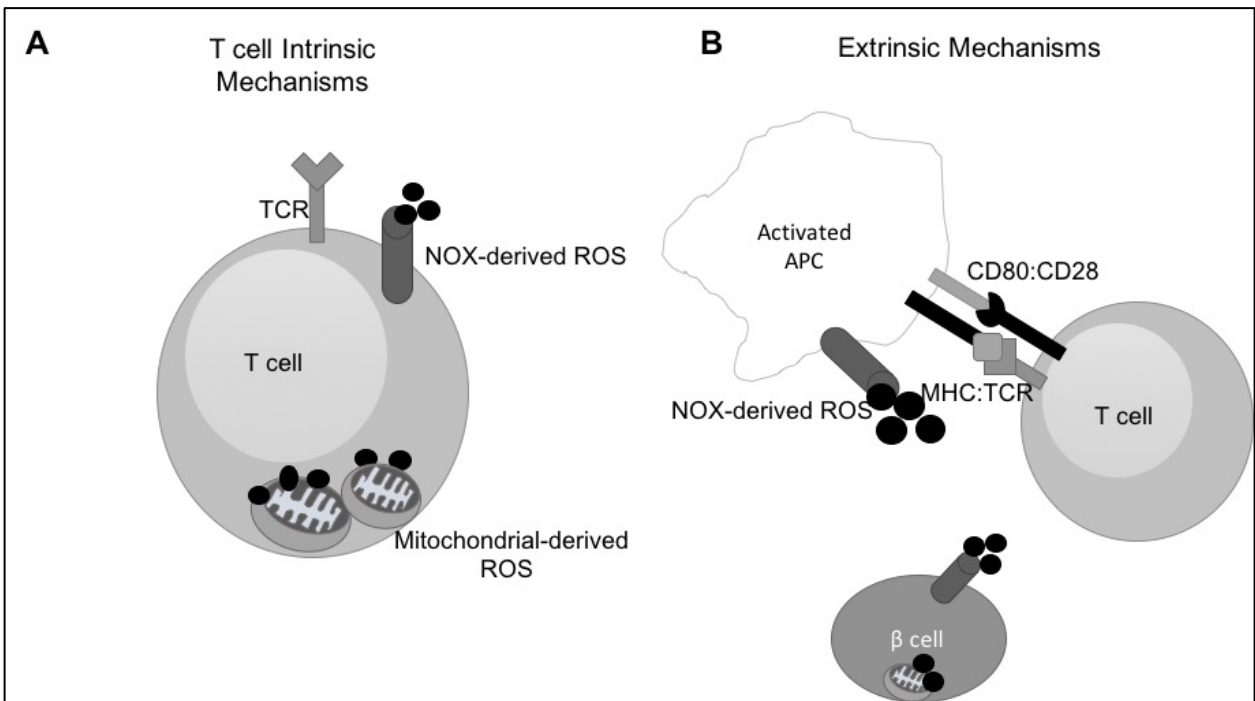 A
T cell Intrinsic
Mechanisms
TCR
NOX-derived ROS
T cell
Mitochondrial-derived
ROS
B
Extrinsic Mechanisms
Activated
APC
CD80:CD28
NOX-derived ROS
MHC:TCR
T cell
β cell